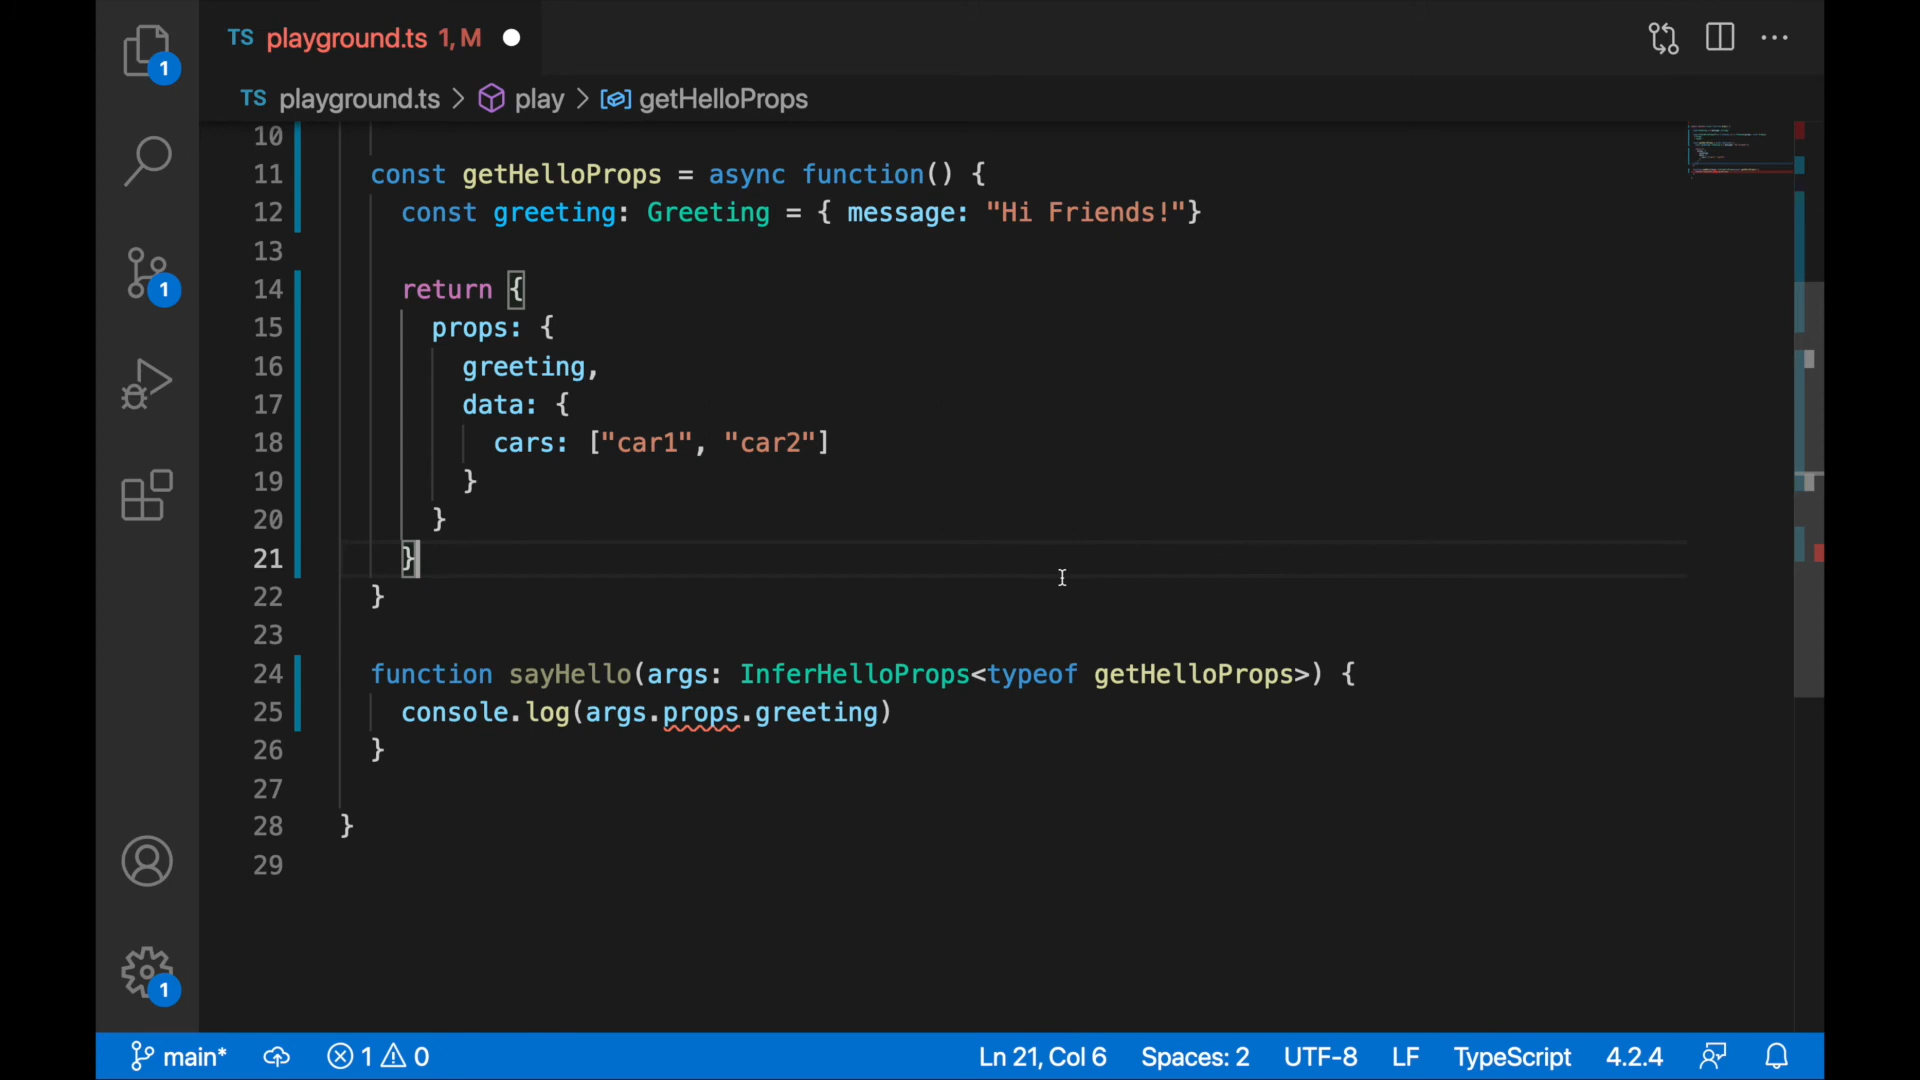 TS playground.ts 1, M
TS playground.ts > play > getHelloProps
10
11 const getHelloProps = async function() {
12 const greeting: Greeting = { message: "Hi Friends!"}
13
14 return {
15 props: {
16 greeting,
17 data: {
18 cars: ["car1", "car2"]
19 }
20 }
21 }
22 }
23
24 function sayHello(args: InferHelloProps<typeof getHelloProps>) {
25 console.log(args.props.greeting)
26 }
27
28 }
29
1
1
1
main* 1 0 Ln 21, Col 6 Spaces: 2 UTF-8 LF TypeScript 4.2.4